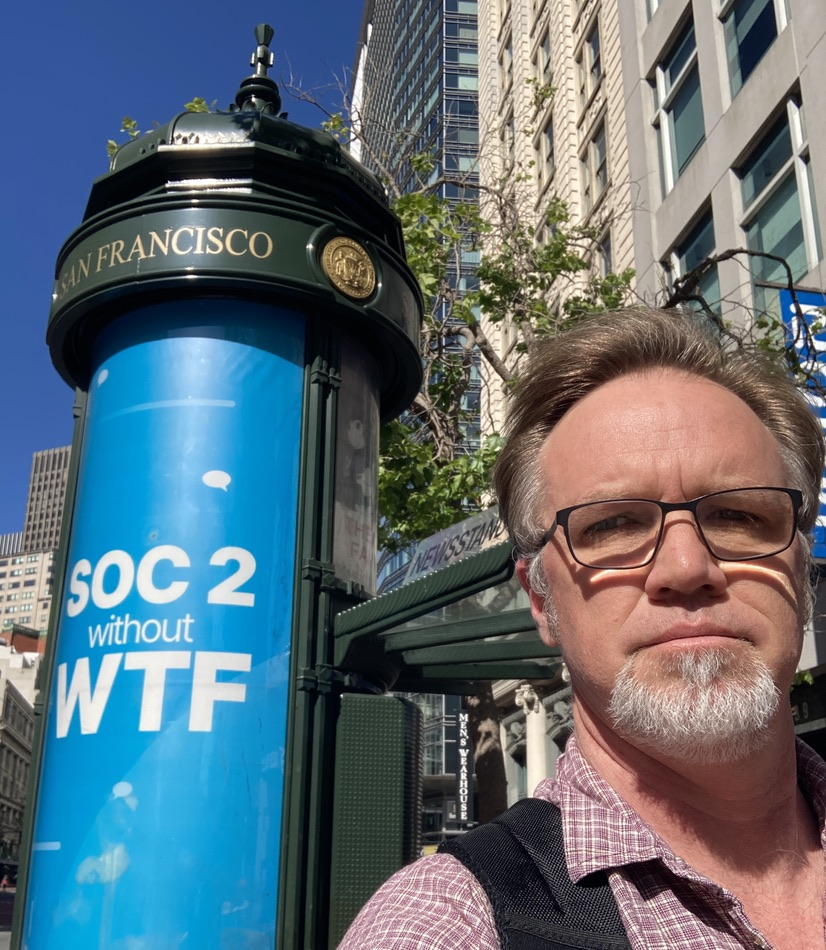 SAN FRANCISCO
SOC 2
without
WTF
NEWSSTAND
MEN'S WEARHOUSE